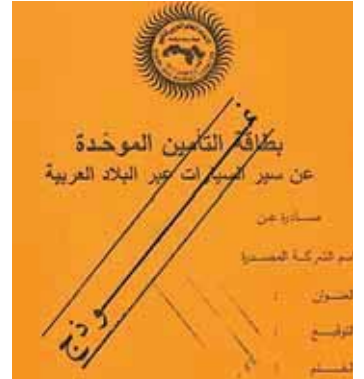 بطاقة التأمين الموحدة
عن سير السيارات عبر البلاد العربية
صادرة عن
اسم الشركة المصدرة
العنوان :
التوقيع :
الختم :
نموذج